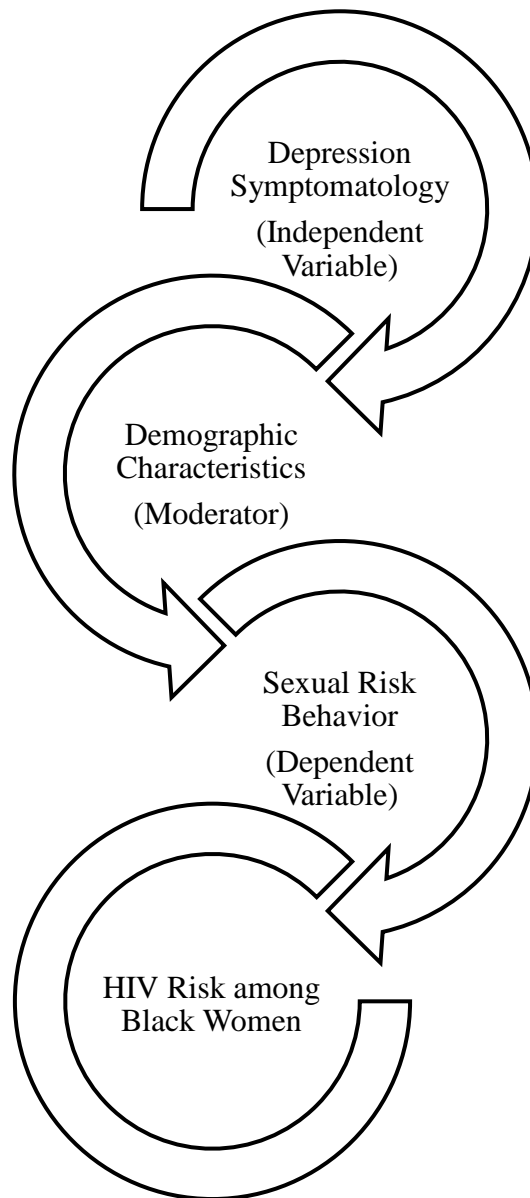 Depression
Symptomatology
(Independent
Variable)
Demographic
Characteristics
(Moderator)
Sexual Risk
Behavior
(Dependent
Variable)
HIV Risk among
Black Women